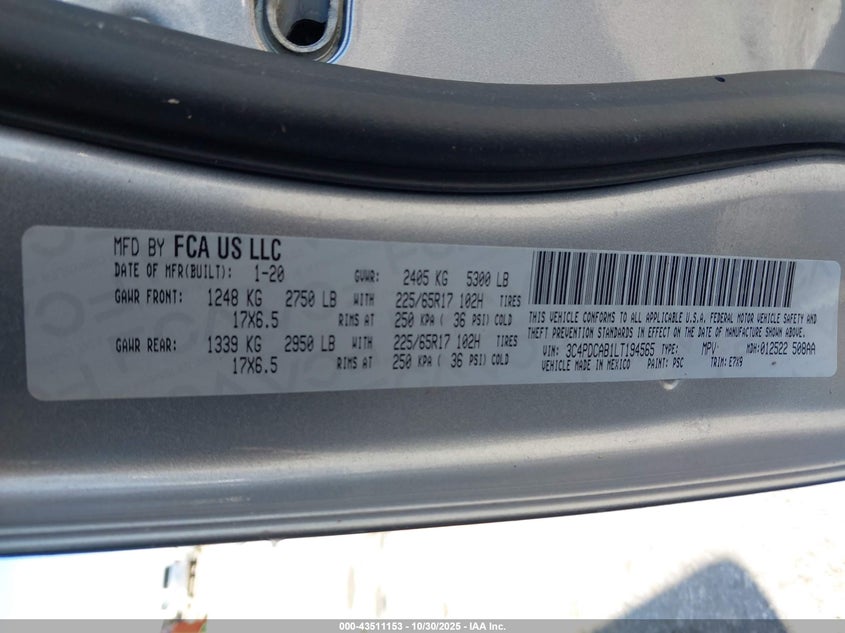 MFD BY FCA US LLC
DATE OF MFR(BUILT): 1-20 GVWR: 2405 KG 5300 LB
GAWR FRONT: 1248 KG 2750 LB WITH 225/65R17 102H TIRES
17X6.5 RIMS AT 250 KPA ( 36 PSI) COLD
GAWR REAR: 1339 KG 2950 LB WITH 225/65R17 102H TIRES
17X6.5 RIMS AT 250 KPA ( 36 PSI) COLD
THIS VEHICLE CONFORMS TO ALL APPLICABLE U.S.A. FEDERAL MOTOR VEHICLE SAFETY AND
THEFT PREVENTION STANDARDS IN EFFECT ON THE DATE OF MANUFACTURE SHOWN ABOVE.
VIN: 3C4PDCAB1LT194565 TYPE: MPV MDH: 012522 508AA
VEHICLE MADE IN MEXICO PAINT: PSC TRIM: E7X9
000-43511153 - 10/30/2025 - IAA Inc.